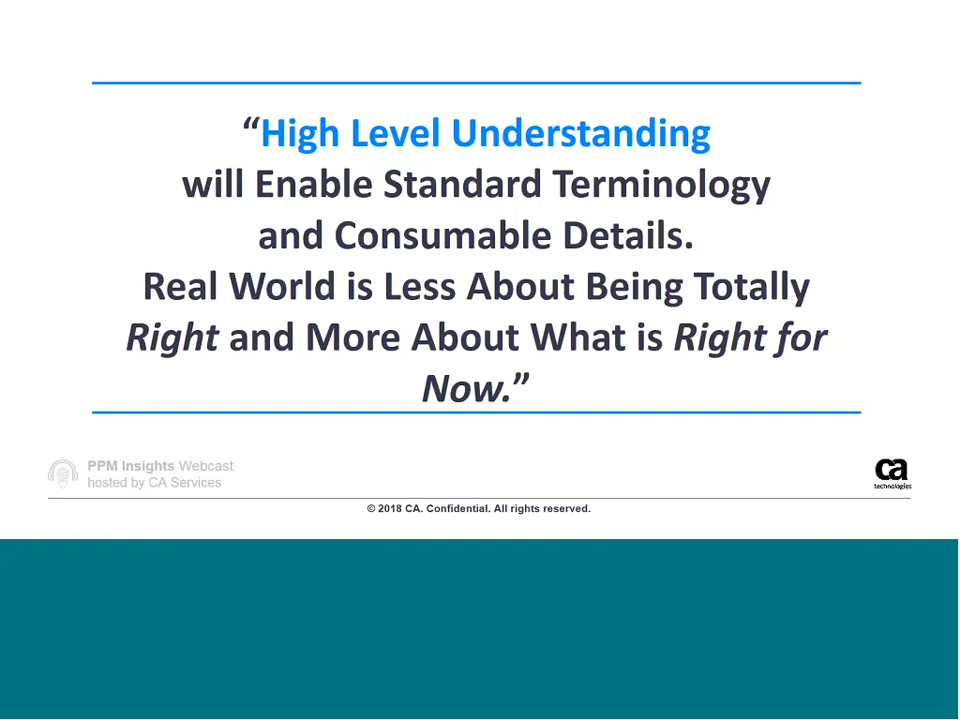 “High Level Understanding
will Enable Standard Terminology
and Consumable Details.
Real World is Less About Being Totally
Right and More About What is Right for
Now.”
PPM Insights Webcast
hosted by CA Services
ca
technologies
© 2018 CA. Confidential. All rights reserved.